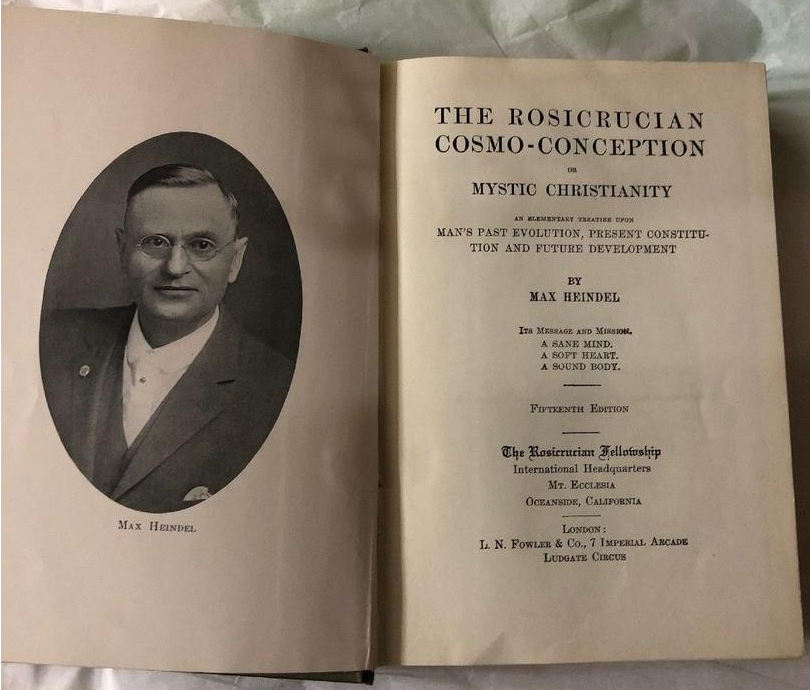 Max Heindel
THE ROSICRUCIAN
COSMO-CONCEPTION
OR
MYSTIC CHRISTIANITY
AN ELEMENTARY TREATISE UPON
MAN'S PAST EVOLUTION, PRESENT CONSTITU-
TION AND FUTURE DEVELOPMENT
BY
MAX HEINDEL
Its Message and Mission.
A SANE MIND.
A SOFT HEART.
A SOUND BODY.
Fifteenth Edition
The Rosicrucian Fellowship
International Headquarters
Mt. Ecclesia
Oceanside, California
London:
L. N. Fowler & Co., 7 Imperial Arcade
Ludgate Circus